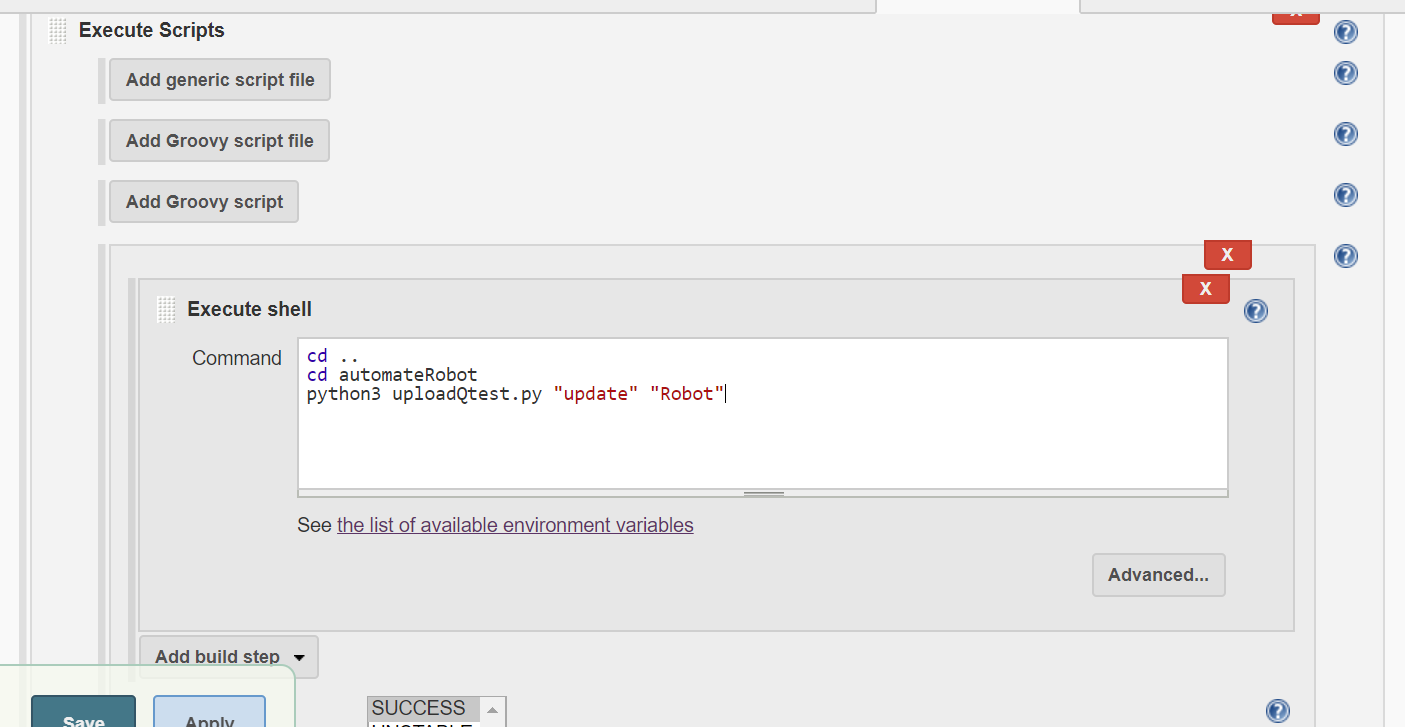 X
Execute Scripts
Add generic script file
Add Groovy script file
Add Groovy script
X
X
Execute shell
Command
cd ..
cd automateRobot
python3 uploadQtest.py "update" "Robot"
See the list of available environment variables
Advanced...
Add build step
Save
Apply
SUCCESS
UNSTABLE